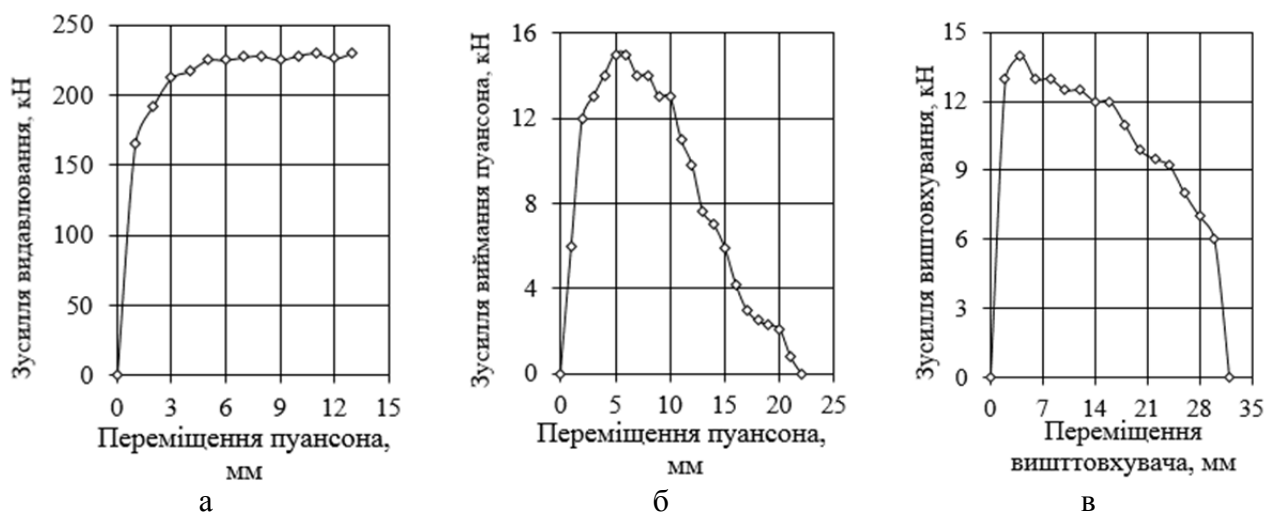 Зусилля видавлювання, кН
250
200
150
100
50
0
0 3 6 9 12 15
Переміщення пуансона,
мм
а
Зусилля виймання пуансона, кН
16
12
8
4
0
0 5 10 15 20 25
Переміщення пуансона,
мм
б
Зусилля виштовхування, кН
15
12
9
6
3
0
0 7 14 21 28 35
Переміщення
вишттовхувача, мм
в